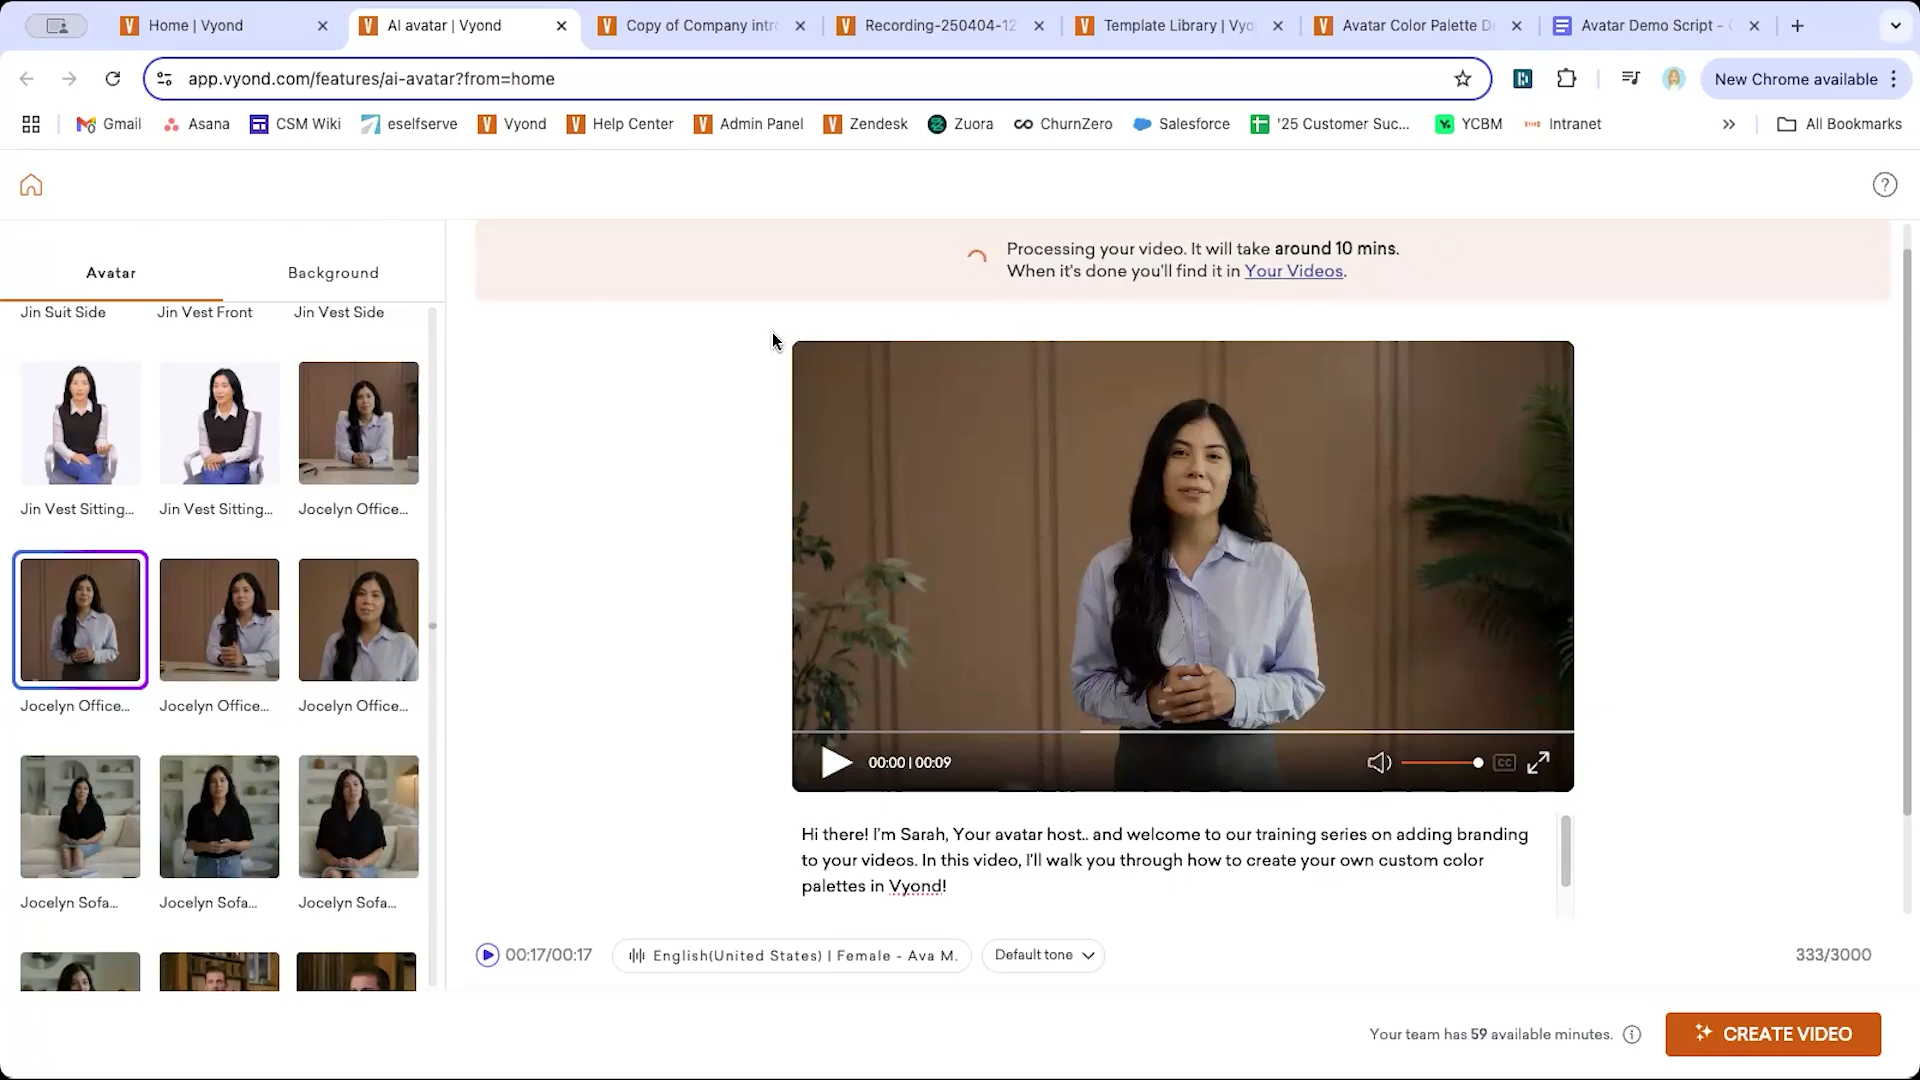 Home | Vyond
AI avatar | Vyond
Copy of Company intro
Recording-250404-12
Template Library | Vyo
Avatar Color Palette D
Avatar Demo Script -
app.vyond.com/features/ai-avatar?from=home
New Chrome available
Gmail
Asana
CSM Wiki
eselfserve
Vyond
Help Center
Admin Panel
Zendesk
Zuora
ChurnZero
Salesforce
'25 Customer Suc...
YCBM
Intranet
All Bookmarks
Avatar
Background
Processing your video. It will take around 10 mins.
When it's done you'll find it in Your Videos.
Jin Suit Side
Jin Vest Front
Jin Vest Side
Jin Vest Sitting...
Jin Vest Sitting...
Jocelyn Office...
Jocelyn Office...
Jocelyn Office...
Jocelyn Office...
Jocelyn Sofa...
Jocelyn Sofa...
Jocelyn Sofa...
00:00 | 00:09
CC
Hi there! I'm Sarah, Your avatar host.. and welcome to our training series on adding branding
to your videos. In this video, I'll walk you through how to create your own custom color
palettes in Vyond!
00:17/00:17
English(United States) | Female - Ava M.
Default tone
333/3000
Your team has 59 available minutes.
CREATE VIDEO